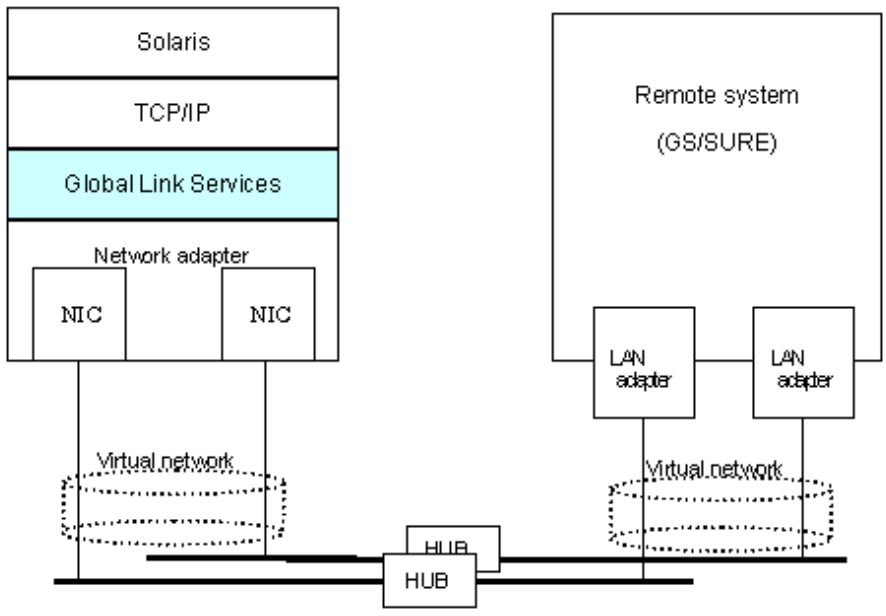 Solaris
TCP/IP
Global Link Services
Network adapter
NIC
NIC
Remote system
(GS/SURE)
LAN
adapter
LAN
adapter
Virtual network
Virtual network
HUB
HUB